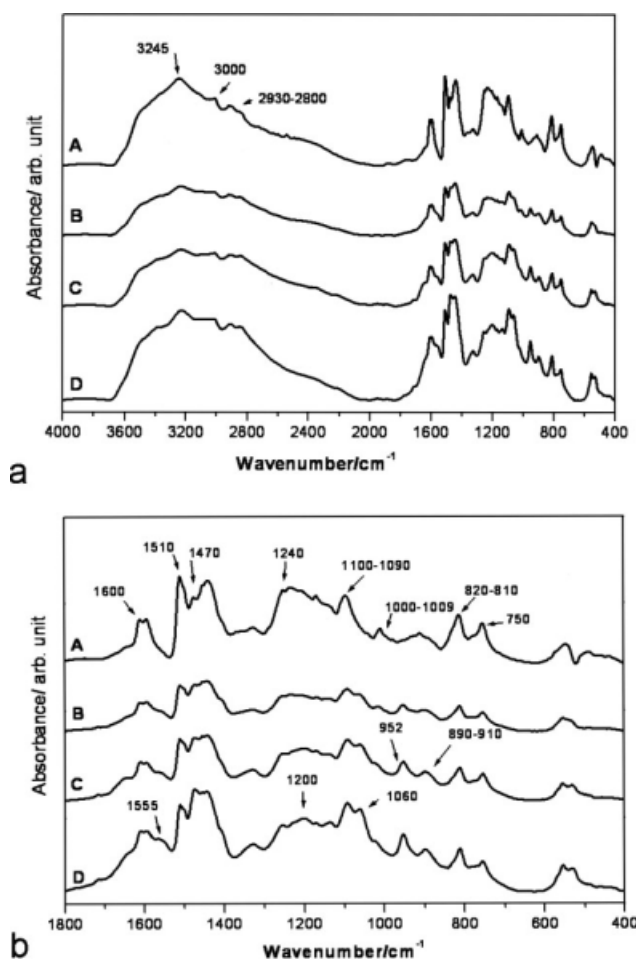 3245
3000
2930-2800
A
B
C
D
Absorbance/ arb. unit
4000 3600 3200 2800 2400 2000 1600 1200 800 400
Wavenumber/cm-1
a
1510
1470
1240
1100-1090
1600
1000-1009
820-810
750
A
B
952
890-910
C
1555
1200
1060
D
Absorbance/ arb. unit
1800 1600 1400 1200 1000 800 600 400
Wavenumber/cm-1
b